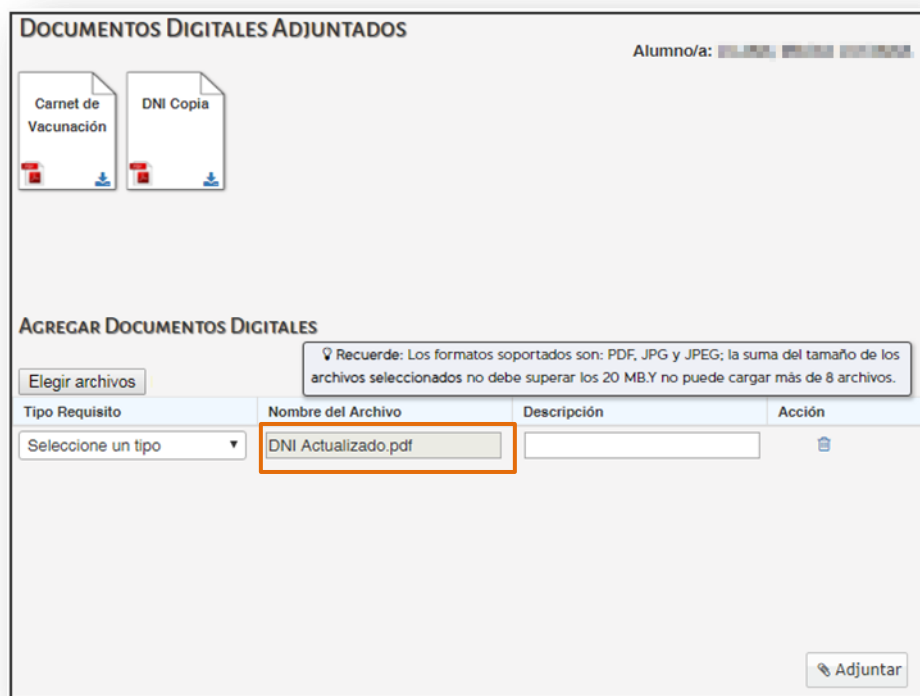 DOCUMENTOS DIGITALES ADJUNTADOS
Alumno/a:
Carnet de
Vacunación
DNI Copia
AGREGAR DOCUMENTOS DIGITALES
Recuerde: Los formatos soportados son: PDF, JPG y JPEG; la suma del tamaño de los
archivos seleccionados no debe superar los 20 MB.Y no puede cargar más de 8 archivos.
Elegir archivos
Tipo Requisito Nombre del Archivo Descripción Acción
Seleccione un tipo DNI Actualizado.pdf
Adjuntar